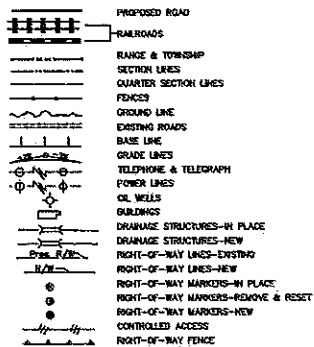 PROPOSED ROAD
RAILROADS
RANGE & TOWNSHIP
SECTION LINES
QUARTER SECTION LINES
FENCES
GROUND LINE
EXISTING ROADS
BASE LINE
GRADE LINES
TELEPHONE & TELEGRAPH
POWER LINES
OIL WELLS
BUILDINGS
DRAINAGE STRUCTURES-IN PLACE
DRAINAGE STRUCTURES-NEW
Pres. R/W RIGHT-OF-WAY LINES-EXISTING
R/W RIGHT-OF-WAY LINES-NEW
RIGHT-OF-WAY MARKERS-IN PLACE
RIGHT-OF-WAY MARKERS-REMOVE & RESET
RIGHT-OF-WAY MARKERS-NEW
CONTROLLED ACCESS
RIGHT-OF-WAY FENCE